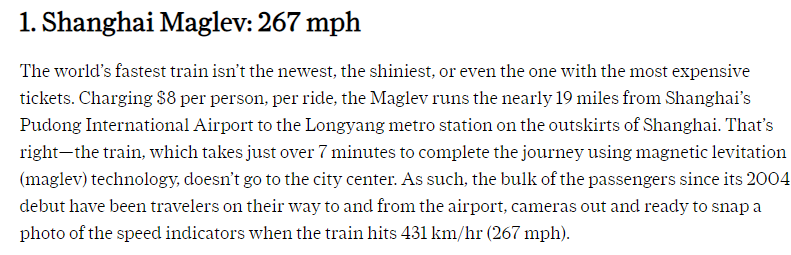 1. Shanghai Maglev: 267 mph
The world's fastest train isn't the newest, the shiniest, or even the one with the most expensive
tickets. Charging $8 per person, per ride, the Maglev runs the nearly 19 miles from Shanghai's
Pudong International Airport to the Longyang metro station on the outskirts of Shanghai. That's
right—the train, which takes just over 7 minutes to complete the journey using magnetic levitation
(maglev) technology, doesn't go to the city center. As such, the bulk of the passengers since its 2004
debut have been travelers on their way to and from the airport, cameras out and ready to snap a
photo of the speed indicators when the train hits 431 km/hr (267 mph).